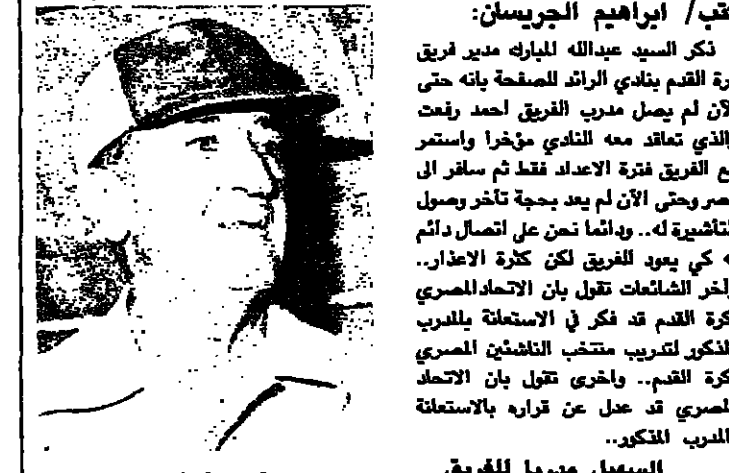 كتب/ ابراهيم الجريسان:
ذكر السيد عبدالله المبارك مدير فريق
كرة القدم بنادي الرائد للصفحة بانه حتى
الآن لم يصل مدرب الفريق احمد رفعت
والذي تعاقد معه النادي مؤخرا واستمر
مع الفريق فترة الاعداد فقط ثم سافر الى
مصر وحتى الآن لم يعد بحجة تأخر وصول
التأشيرة له.. ودائما نحن على اتصال دائم
به كي يعود للفريق لكن كثرة الاعذار..
وآخر الشائعات تقول بان الاتحاد المصري
لكرة القدم قد فكر في الاستعانة بالمدرب
المذكور لتدريب منتخب الناشئين المصري
لكرة القدم.. واخرى تقول بان الاتحاد
المصري قد عدل عن قراره بالاستعانة
بالمدرب المذكور..
مدربا للفريق